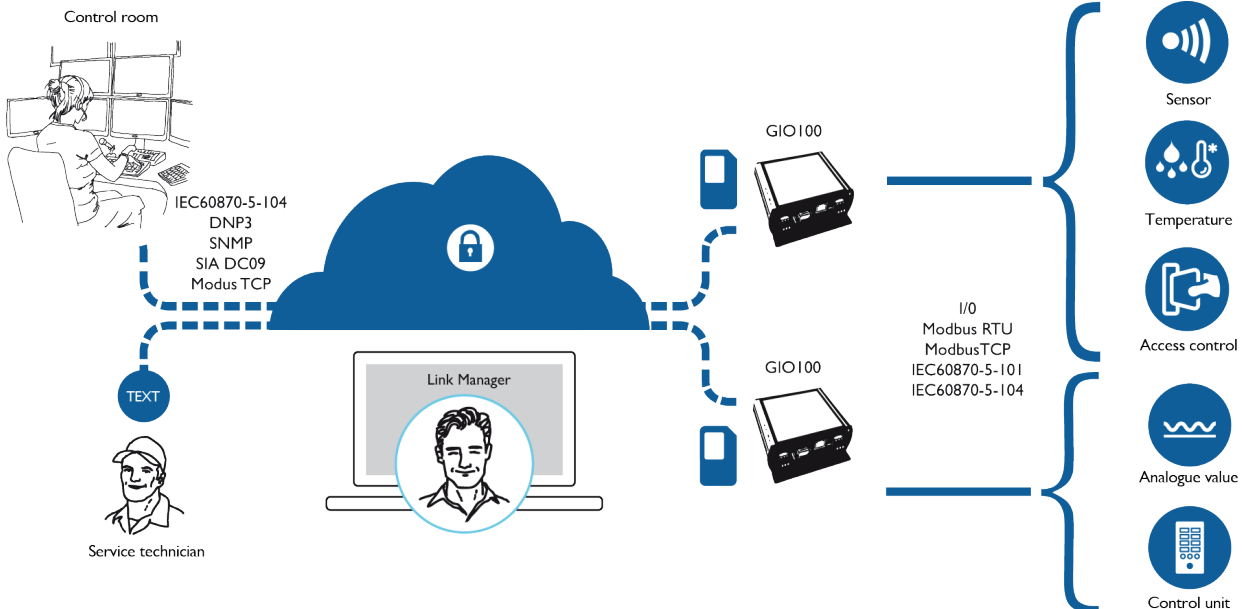 Control room
IEC60870-5-104
DNP3
SNMP
SIA DC09
Modus TCP
TEXT
Service technician
Link Manager
GIO100
GIO100
I/0
Modbus RTU
ModbusTCP
IEC60870-5-101
IEC60870-5-104
Sensor
Temperature
Access control
Analogue value
Control unit